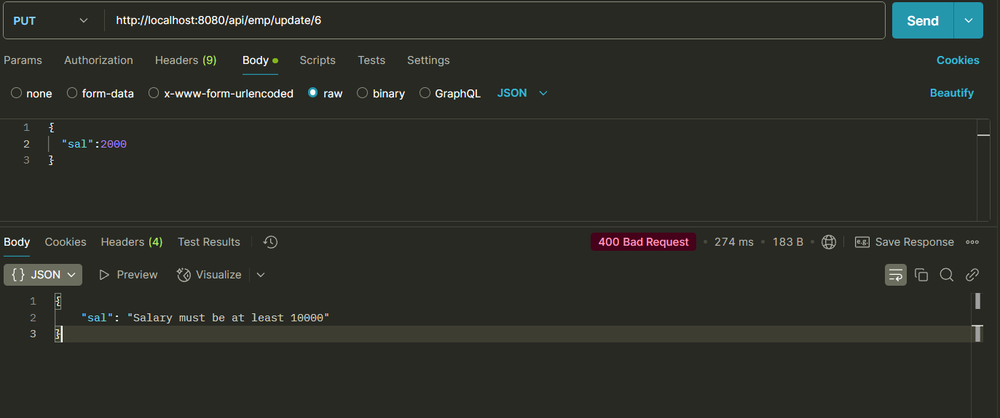 PUT http://localhost:8080/api/emp/update/6 Send
Params Authorization Headers (9) Body Scripts Tests Settings Cookies
none form-data x-www-form-urlencoded raw binary GraphQL JSON Beautify
1 {
2 "sal":2000
3 }
Body Cookies Headers (4) Test Results 400 Bad Request 274 ms 183 B e.g. Save Response
{} JSON Preview Visualize
1 {
2 "sal": "Salary must be at least 10000"
3 }